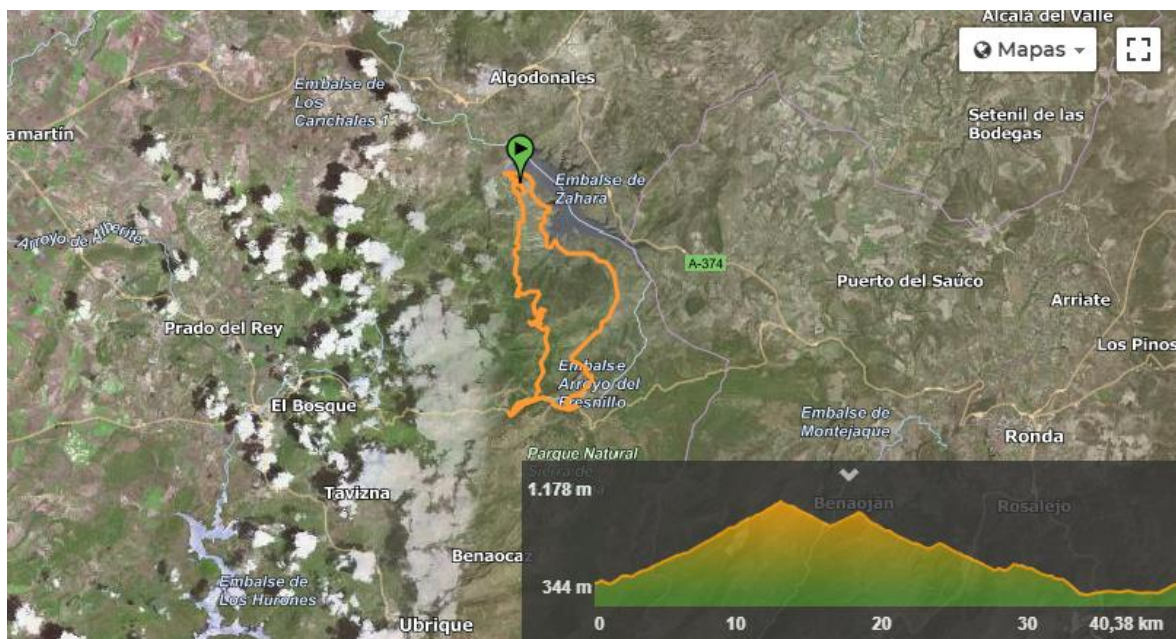 Alcalá del Valle
Mapas
Algodonales
Embalse de
Los
Canchales 1
Setenil de las
Bodegas
amartín
Embalse de
Zahara
Arroyo de Alberite
A-374
Puerto del Saúco
Arriate
Prado del Rey
Los Pinos
Embalse
Arroyo del
Fresnillo
El Bosque
Embalse de
Montejaque
Ronda
Parque Natural
Sierra de
1.178 m
Tavizna
Benaoján
Rosalejo
Benaocaz
Embalse de
Los Hurones
344 m
Ubrique
0
10
20
30
40,38 km